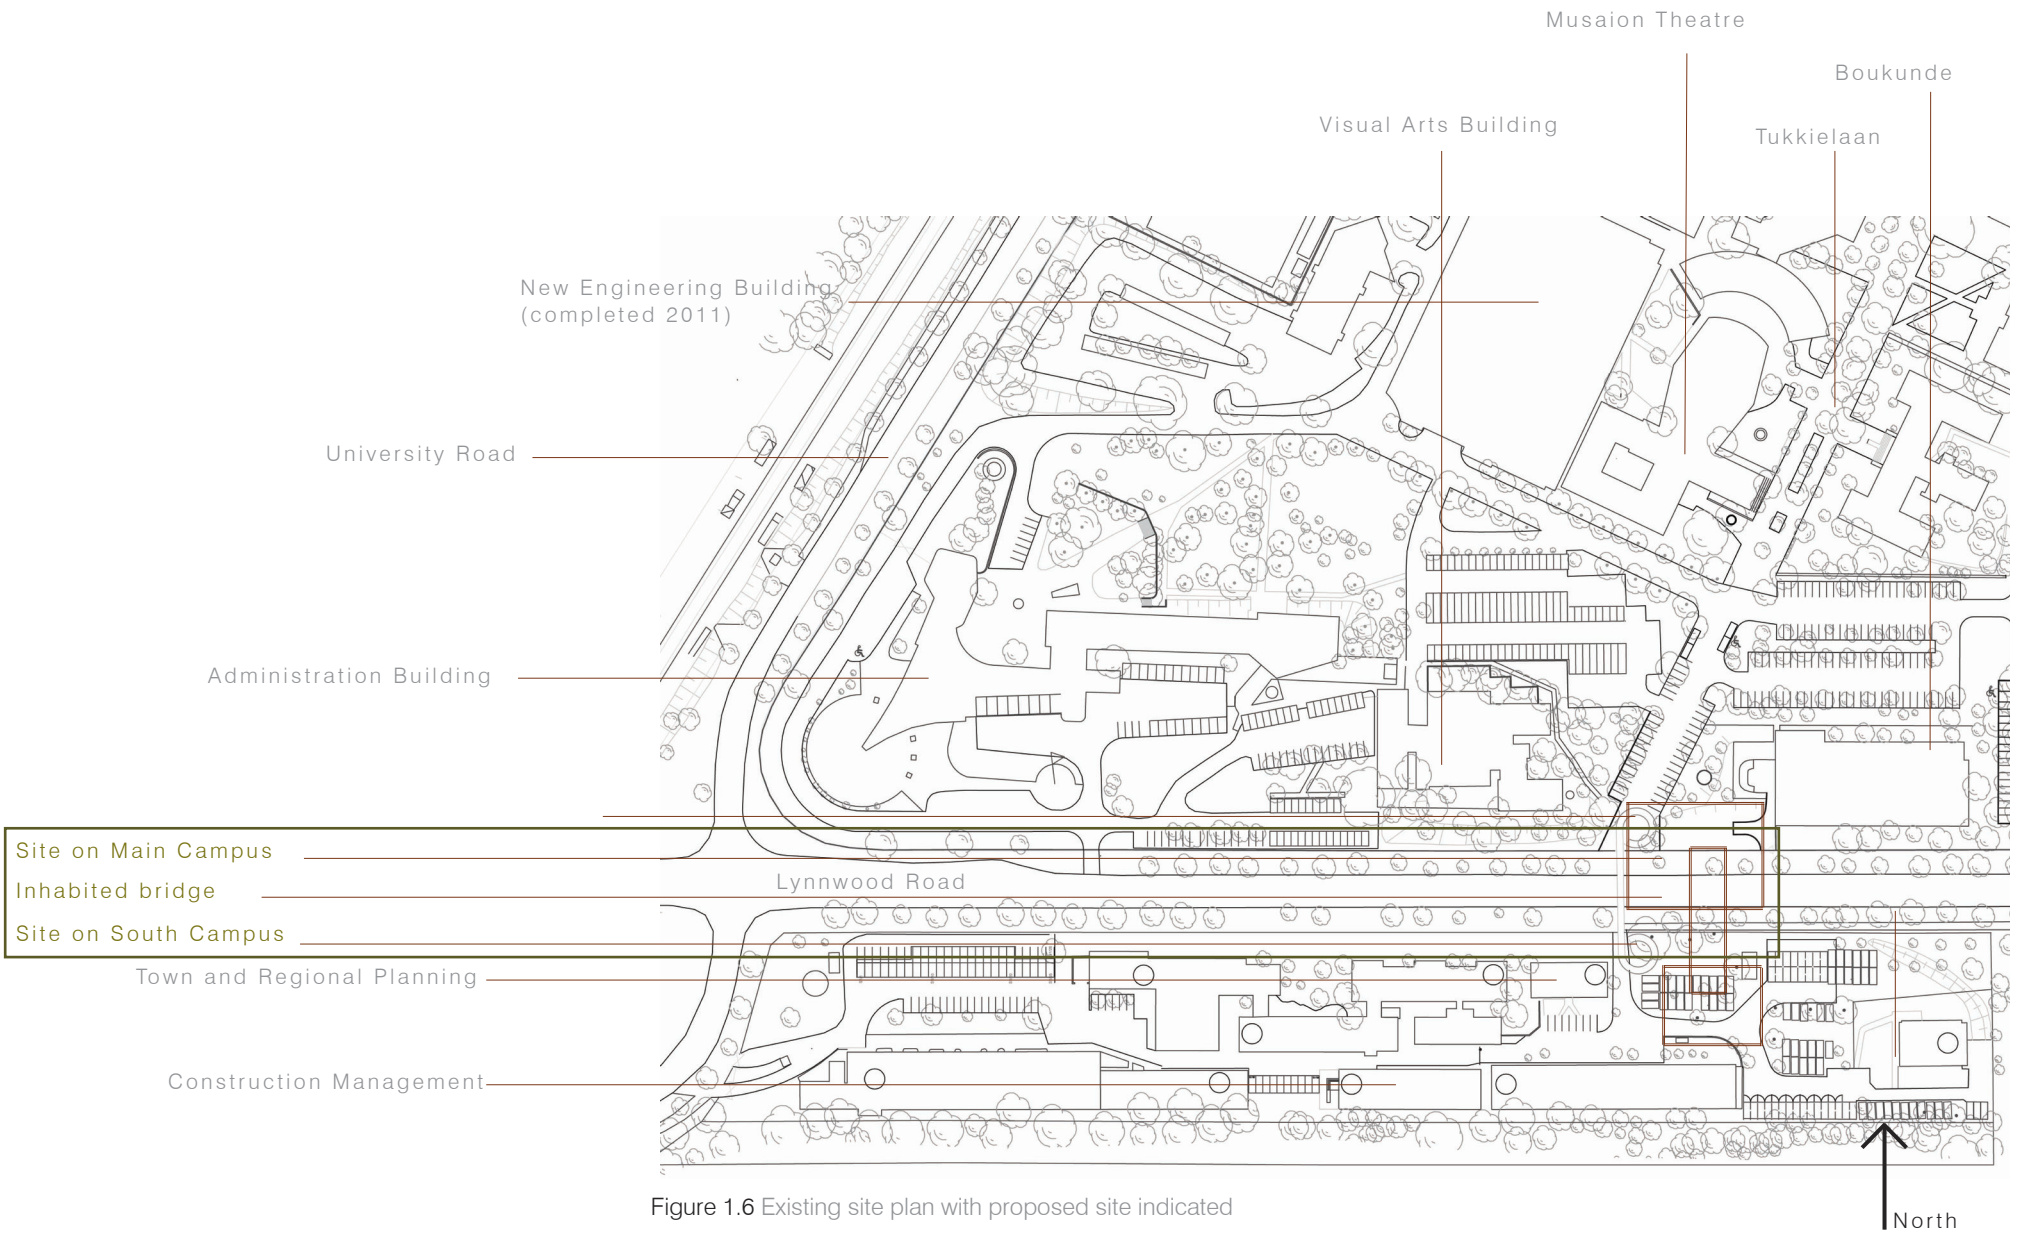 Musaion Theatre
Boukunde
Visual Arts Building
Tukkielaan
New Engineering Building
(completed 2011)
University Road
Administration Building
Site on Main Campus
Lynnwood Road
Inhabited bridge
Site on South Campus
Town and Regional Planning
Construction Management
Figure 1.6 Existing site plan with proposed site indicated
North